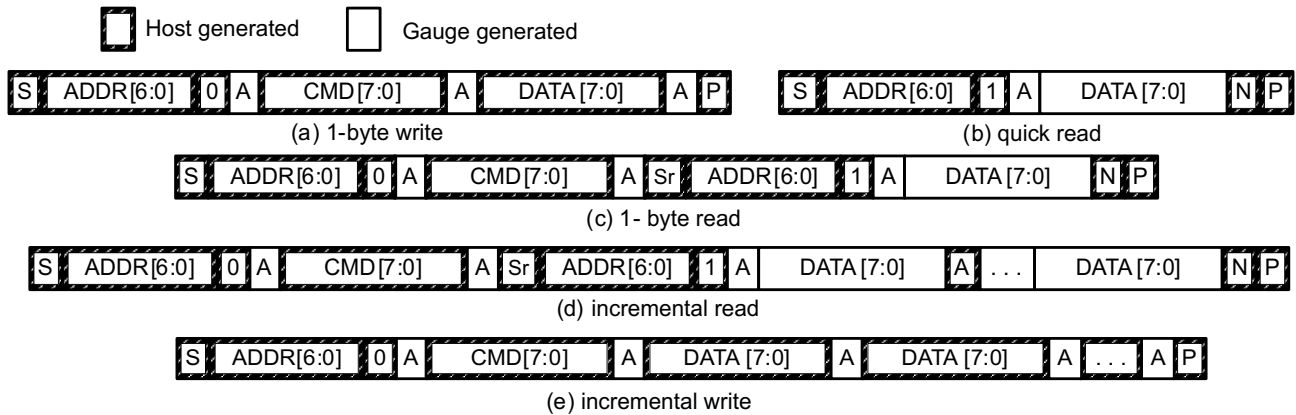 Host generated Gauge generated
S ADDR[6:0] 0 A CMD[7:0] A DATA [7:0] A P S ADDR[6:0] 1 A DATA [7:0] N P
(a) 1-byte write (b) quick read
S ADDR[6:0] 0 A CMD[7:0] A Sr ADDR[6:0] 1 A DATA [7:0] N P
(c) 1- byte read
S ADDR[6:0] 0 A CMD[7:0] A Sr ADDR[6:0] 1 A DATA [7:0] A . . . DATA [7:0] N P
(d) incremental read
S ADDR[6:0] 0 A CMD[7:0] A DATA [7:0] A DATA [7:0] A . . . A P
(e) incremental write